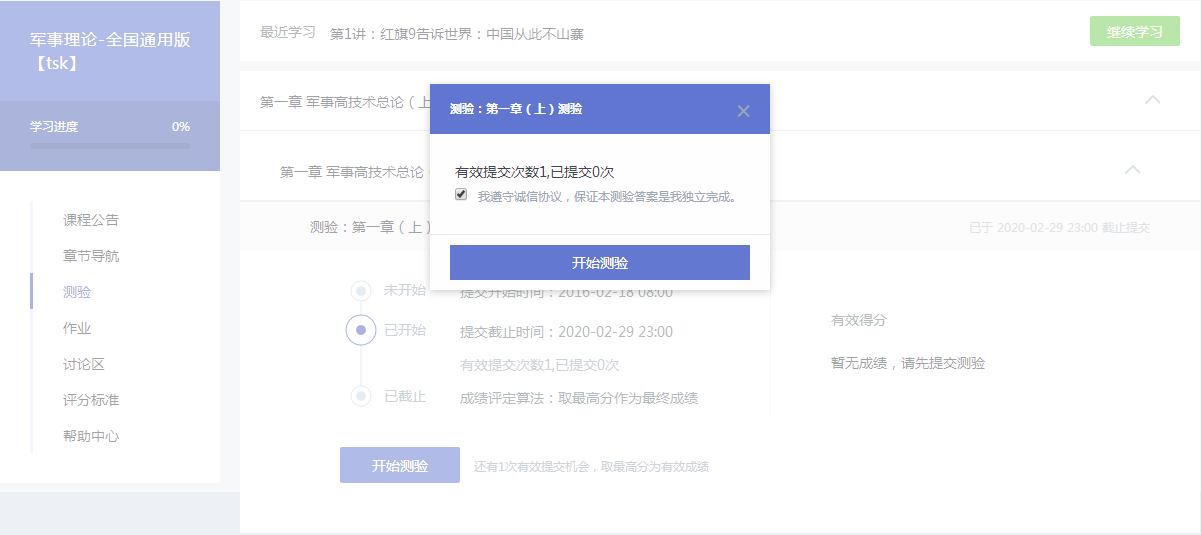 军事理论-全国通用版
【tsk】
学习进度 0%
课程公告
章节导航
测验
作业
讨论区
评分标准
帮助中心
最近学习 第1讲：红旗9告诉世界：中国从此不山寨 继续学习
第一章 军事高技术总论（上
第一章 军事高技术总论
测验：第一章（上） 已于 2020-02-29 23:00 截止提交
测验：第一章（上）测验
有效提交次数1,已提交0次
我遵守诚信协议，保证本测验答案是我独立完成。
开始测验
未开始 提交开始时间：2016-02-18 08:00
已开始 提交截止时间：2020-02-29 23:00
有效提交次数1,已提交0次
已截止 成绩评定算法：取最高分作为最终成绩
有效得分
暂无成绩，请先提交测验
开始测验 还有1次有效提交机会，取最高分为有效成绩